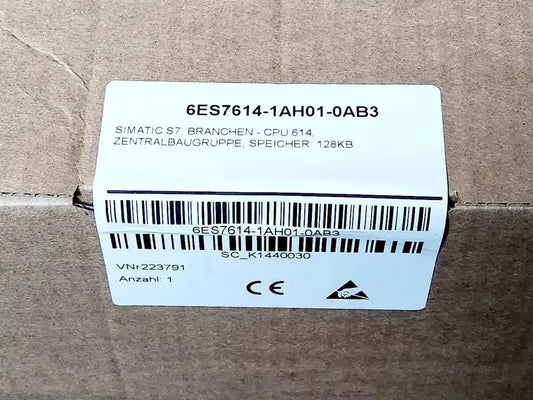 6ES7614-1AH01-0AB3
SIMATIC S7, BRANCHEN - CPU 614,
ZENTRALBAUGRUPPE, SPEICHER: 128KB
6ES7614-1AH01-0AB3
SC_K1440030
VNr223791
Anzahl: 1
CE